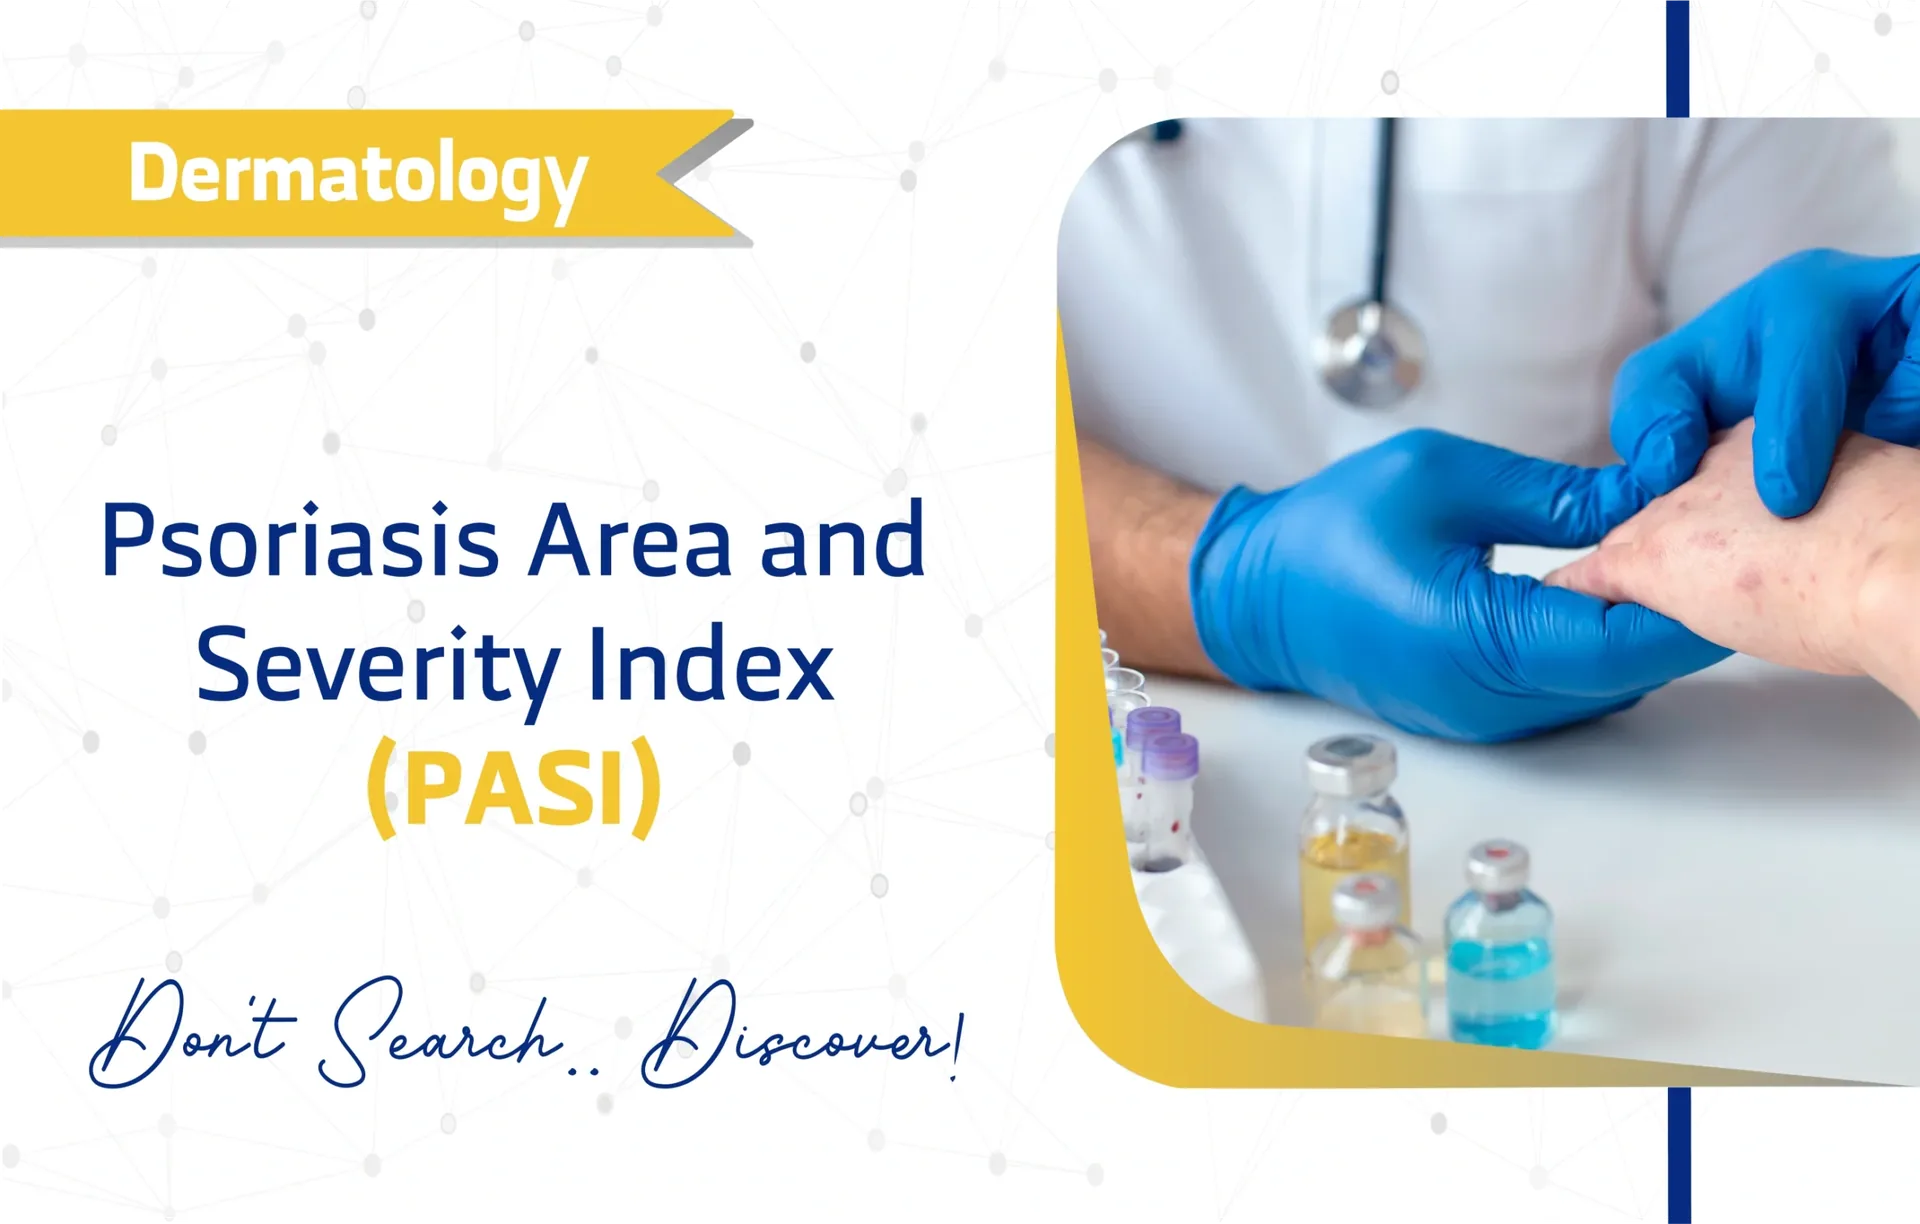 Dermatology
Psoriasis Area and
Severity Index
(PASI)
Don't Search.. Discover!